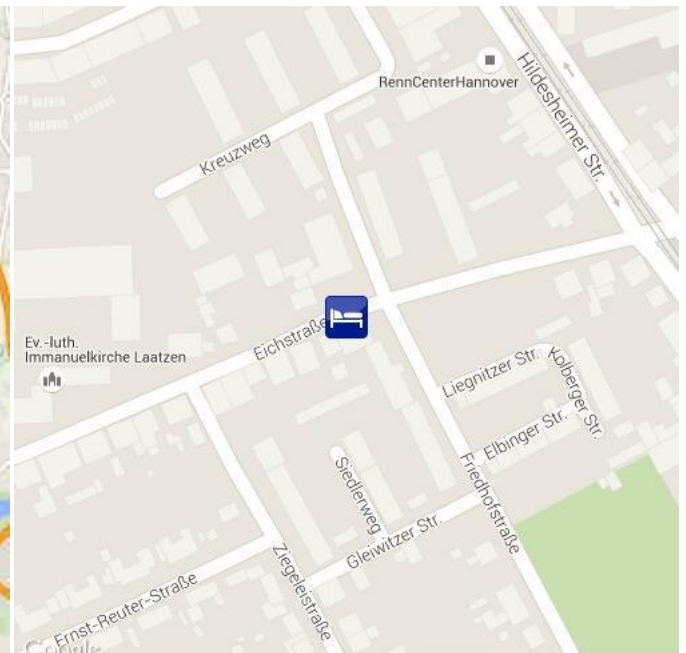 RennCenterHannover
Hildesheimer Str.
Kreuzweg
Ev.-luth.
Immanuelkirche Laatzen
Eichstraße
Liegnitzer Str.
Kolberger Str.
Elbinger Str.
Siedlerweg
Friedhofstraße
Gleiwitzer Str.
Ziegeleistraße
Ernst-Reuter-Straße
Google